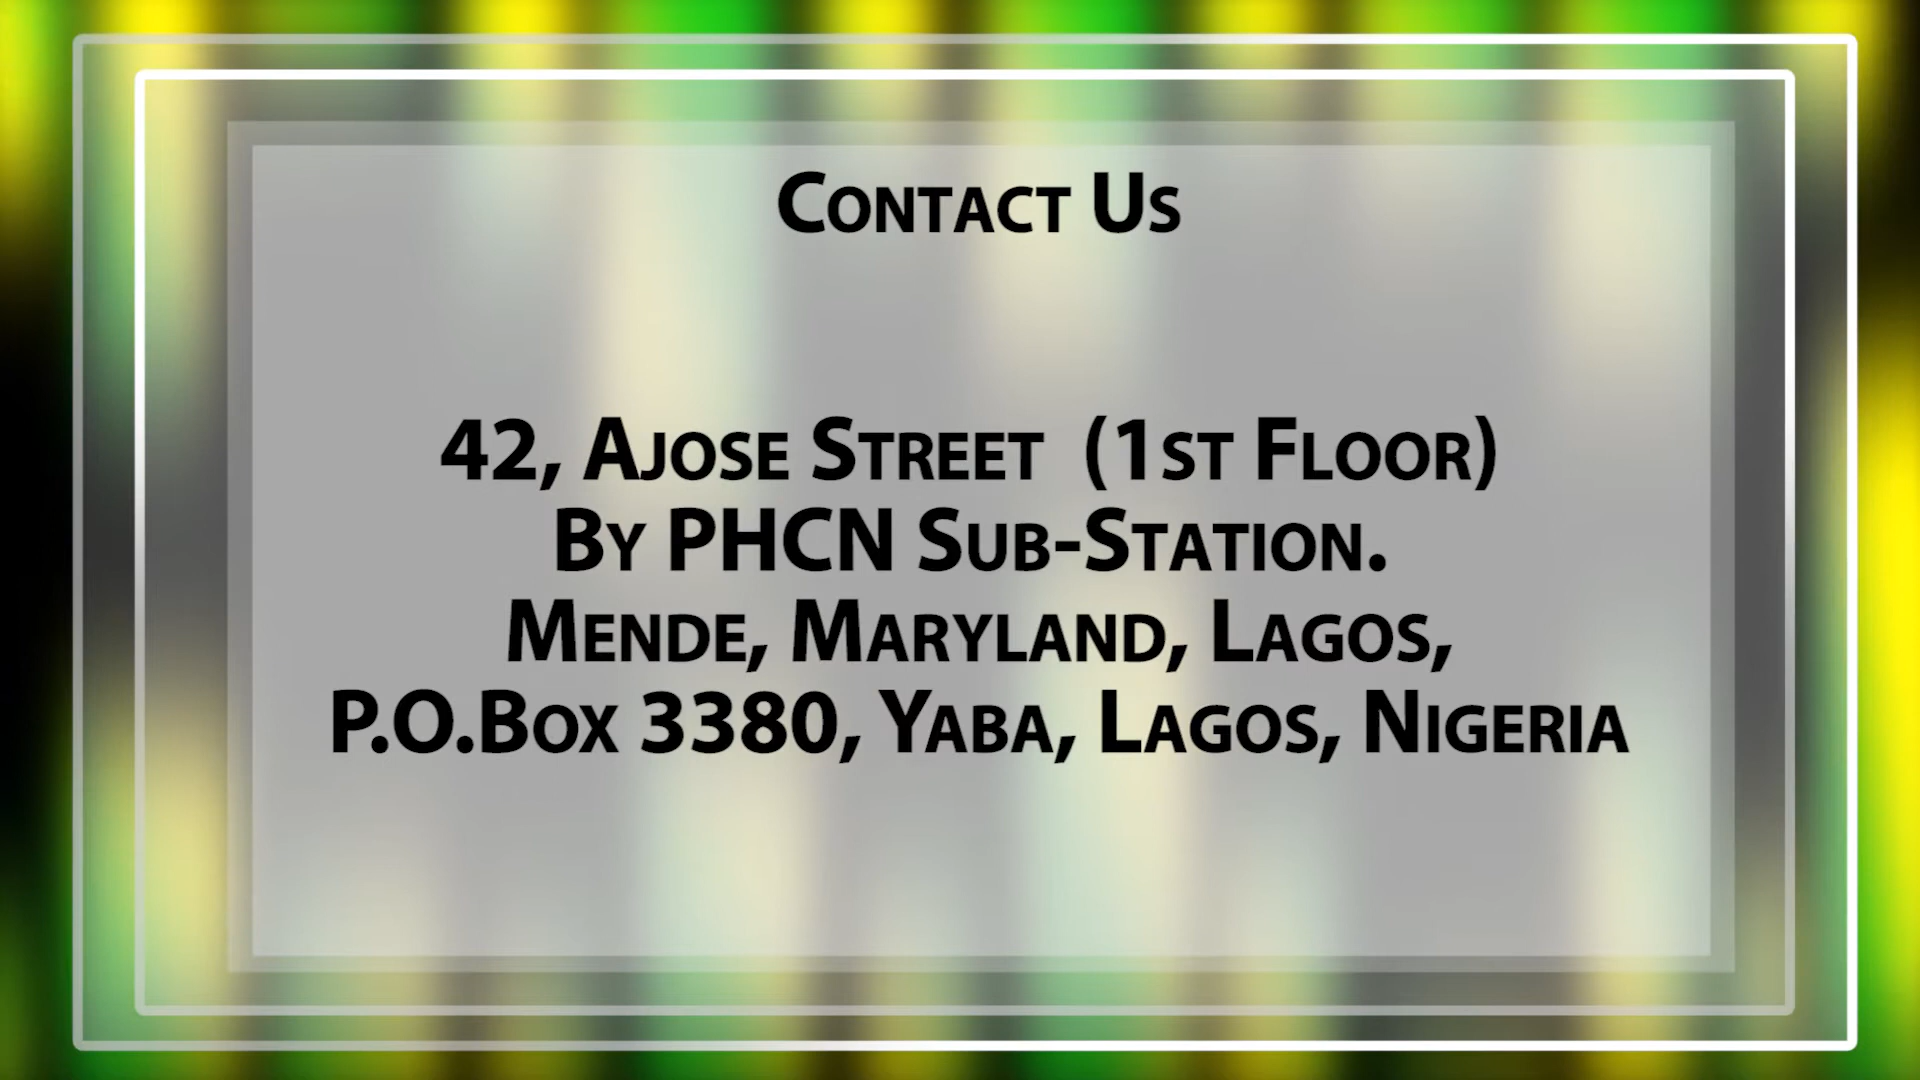 Contact Us
42, Ajose Street (1st Floor)
By PHCN Sub-Station.
Mende, Maryland, Lagos,
P.O.Box 3380, Yaba, Lagos, Nigeria